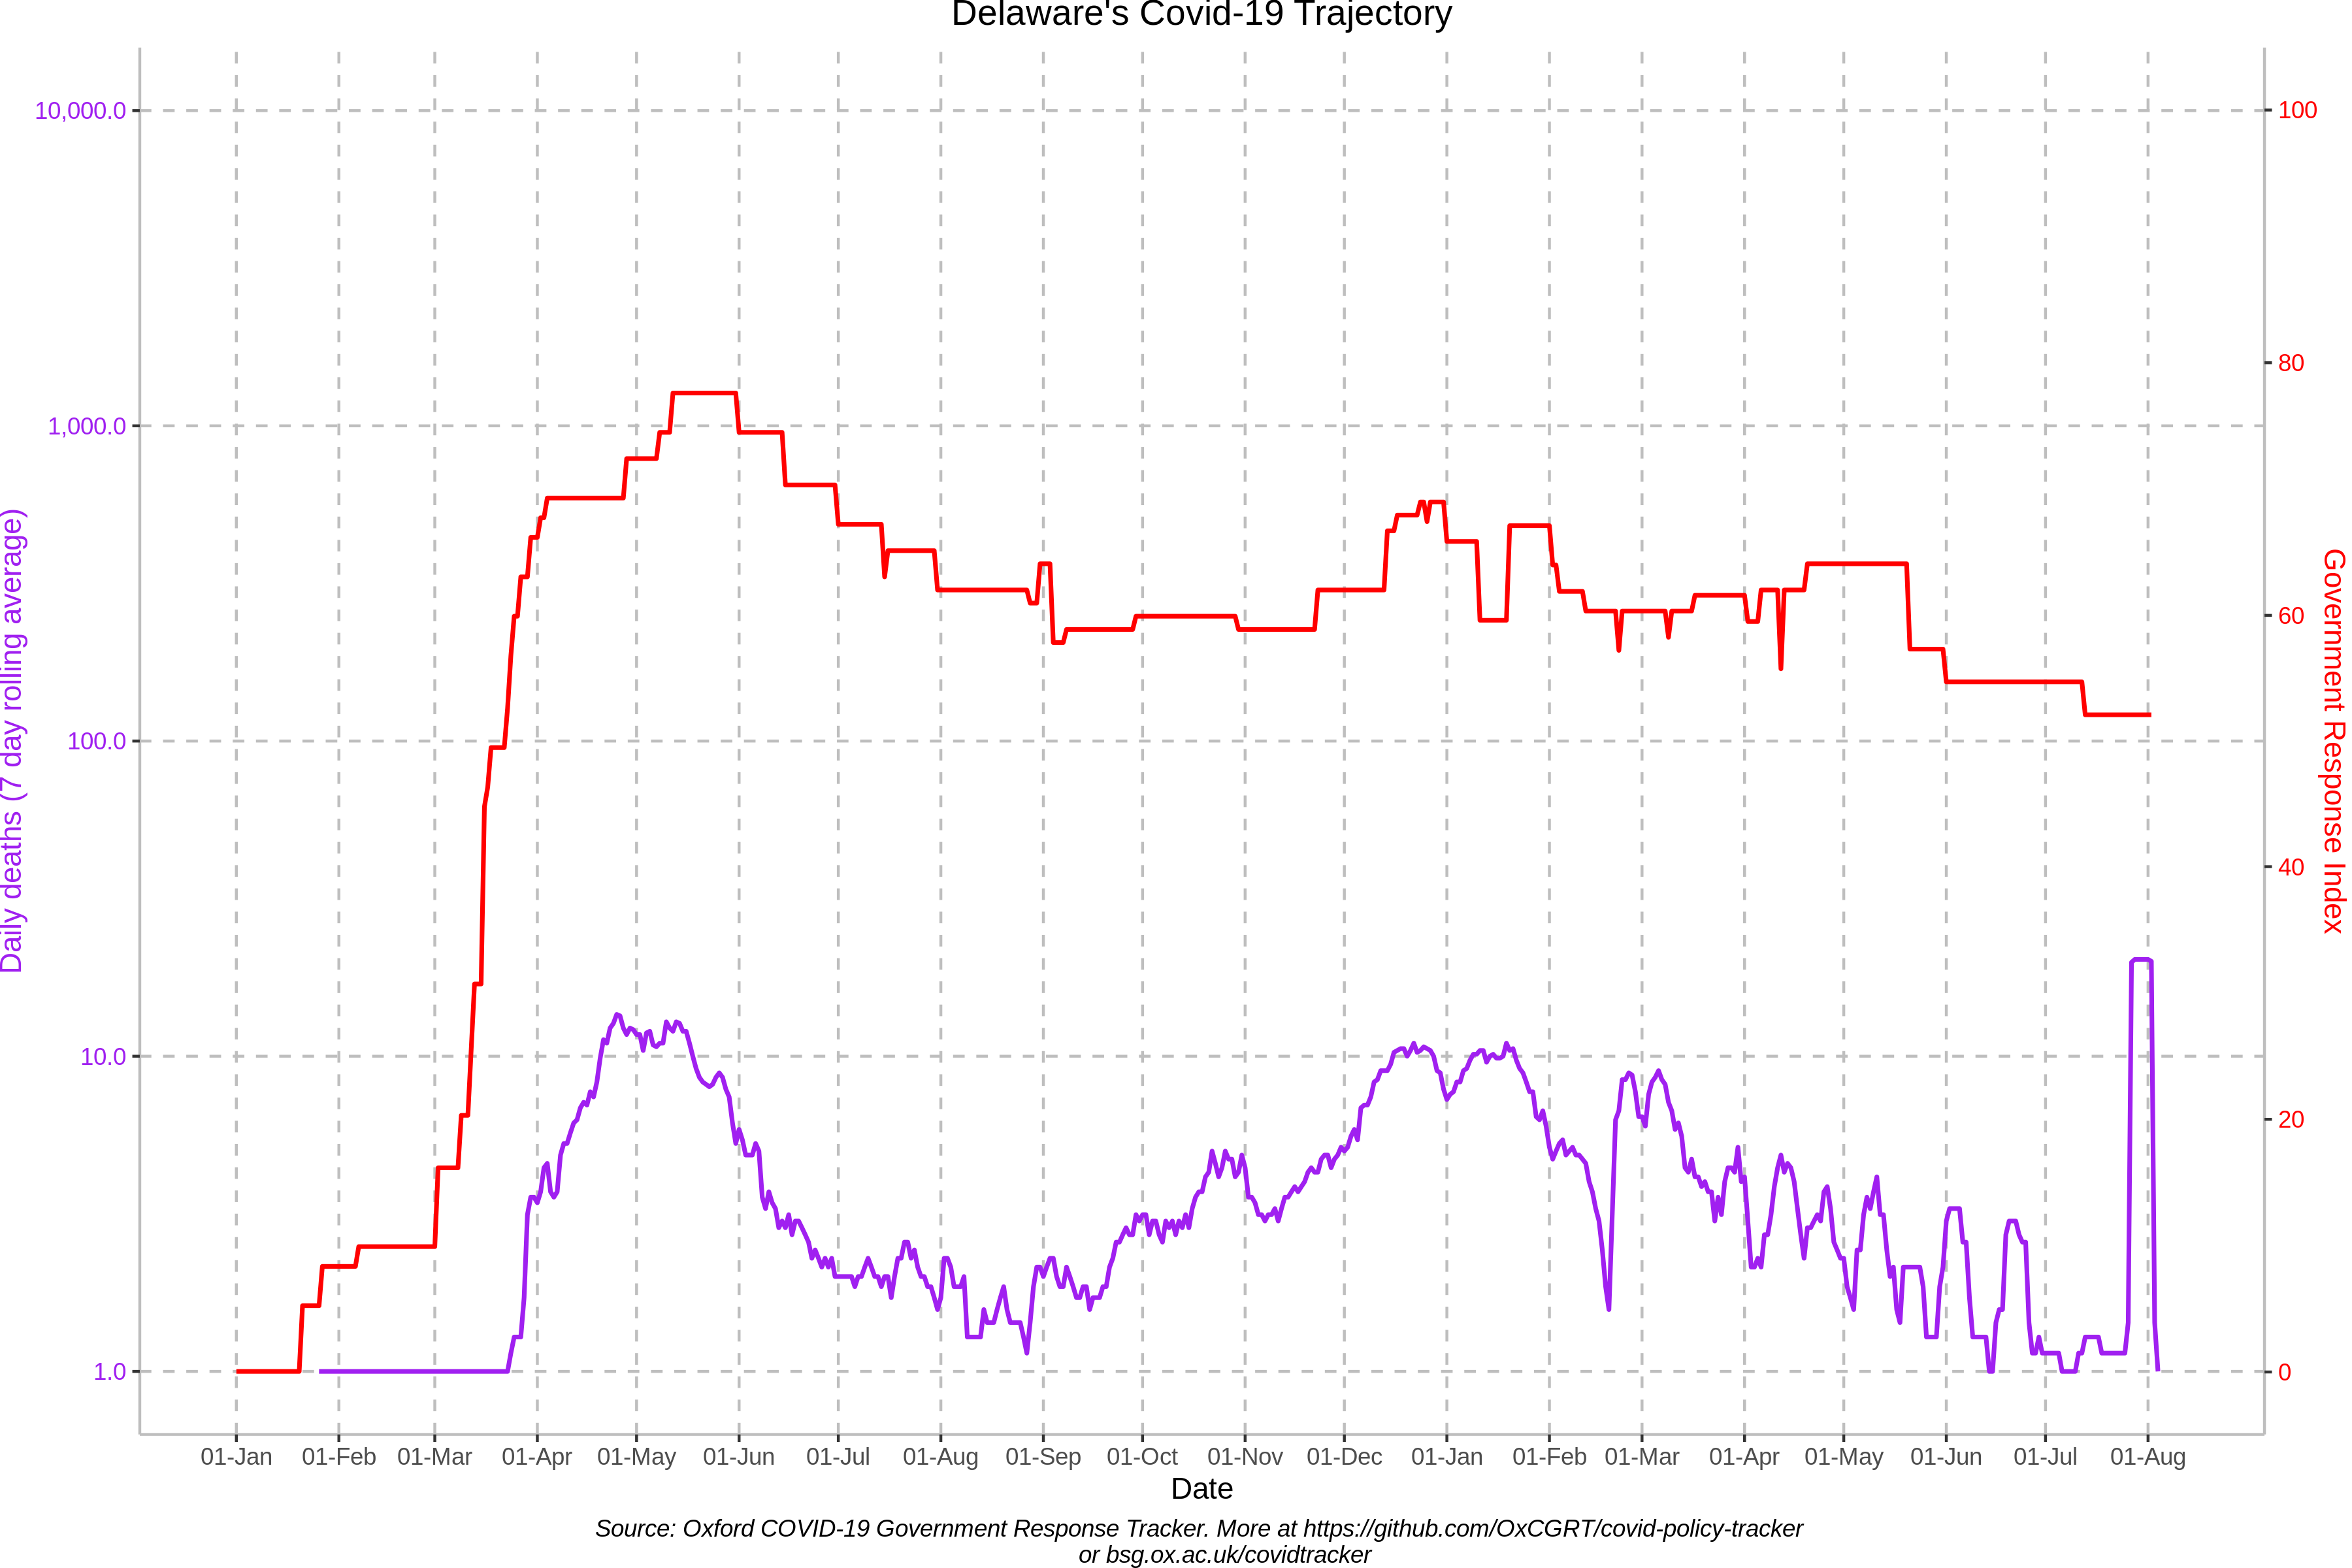 Delaware's Covid-19 Trajectory
10,000.0
1,000.0
100.0
10.0
1.0
Daily deaths (7 day rolling average)
100
80
60
40
20
0
Government Response Index
01-Jan 01-Feb 01-Mar 01-Apr 01-May 01-Jun 01-Jul 01-Aug 01-Sep 01-Oct 01-Nov 01-Dec 01-Jan 01-Feb 01-Mar 01-Apr 01-May 01-Jun 01-Jul 01-Aug
Date
Source: Oxford COVID-19 Government Response Tracker. More at https://github.com/OxCGRT/covid-policy-tracker
or bsg.ox.ac.uk/covidtracker